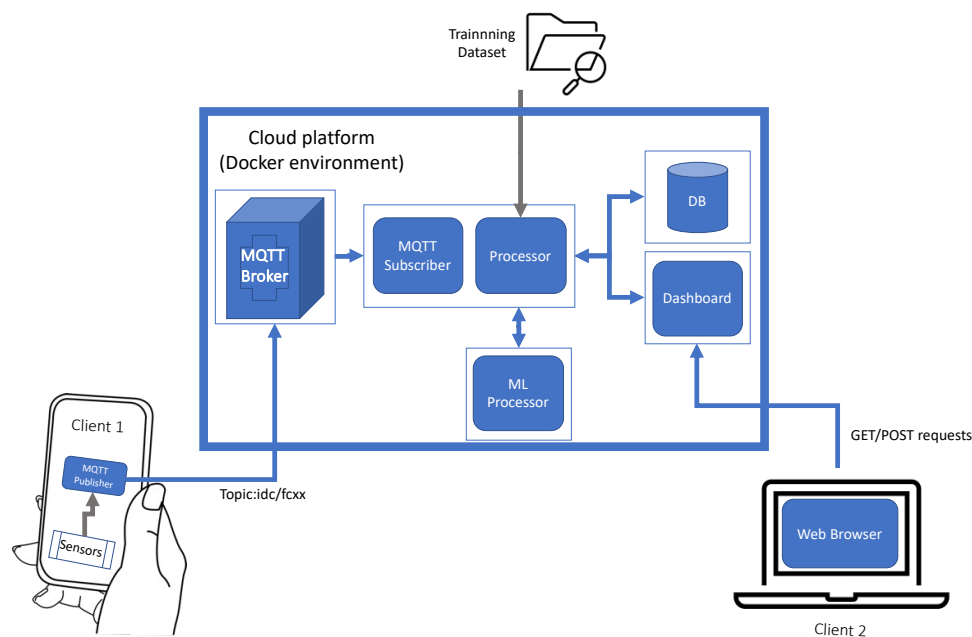 Trainnning
Dataset
Cloud platform
(Docker environment)
DB
MQTT
Broker
MQTT
Subscriber
Processor
Dashboard
ML
Processor
Client 1
MQTT
Publisher
Sensors
Topic:idc/fcxx
GET/POST requests
Web Browser
Client 2